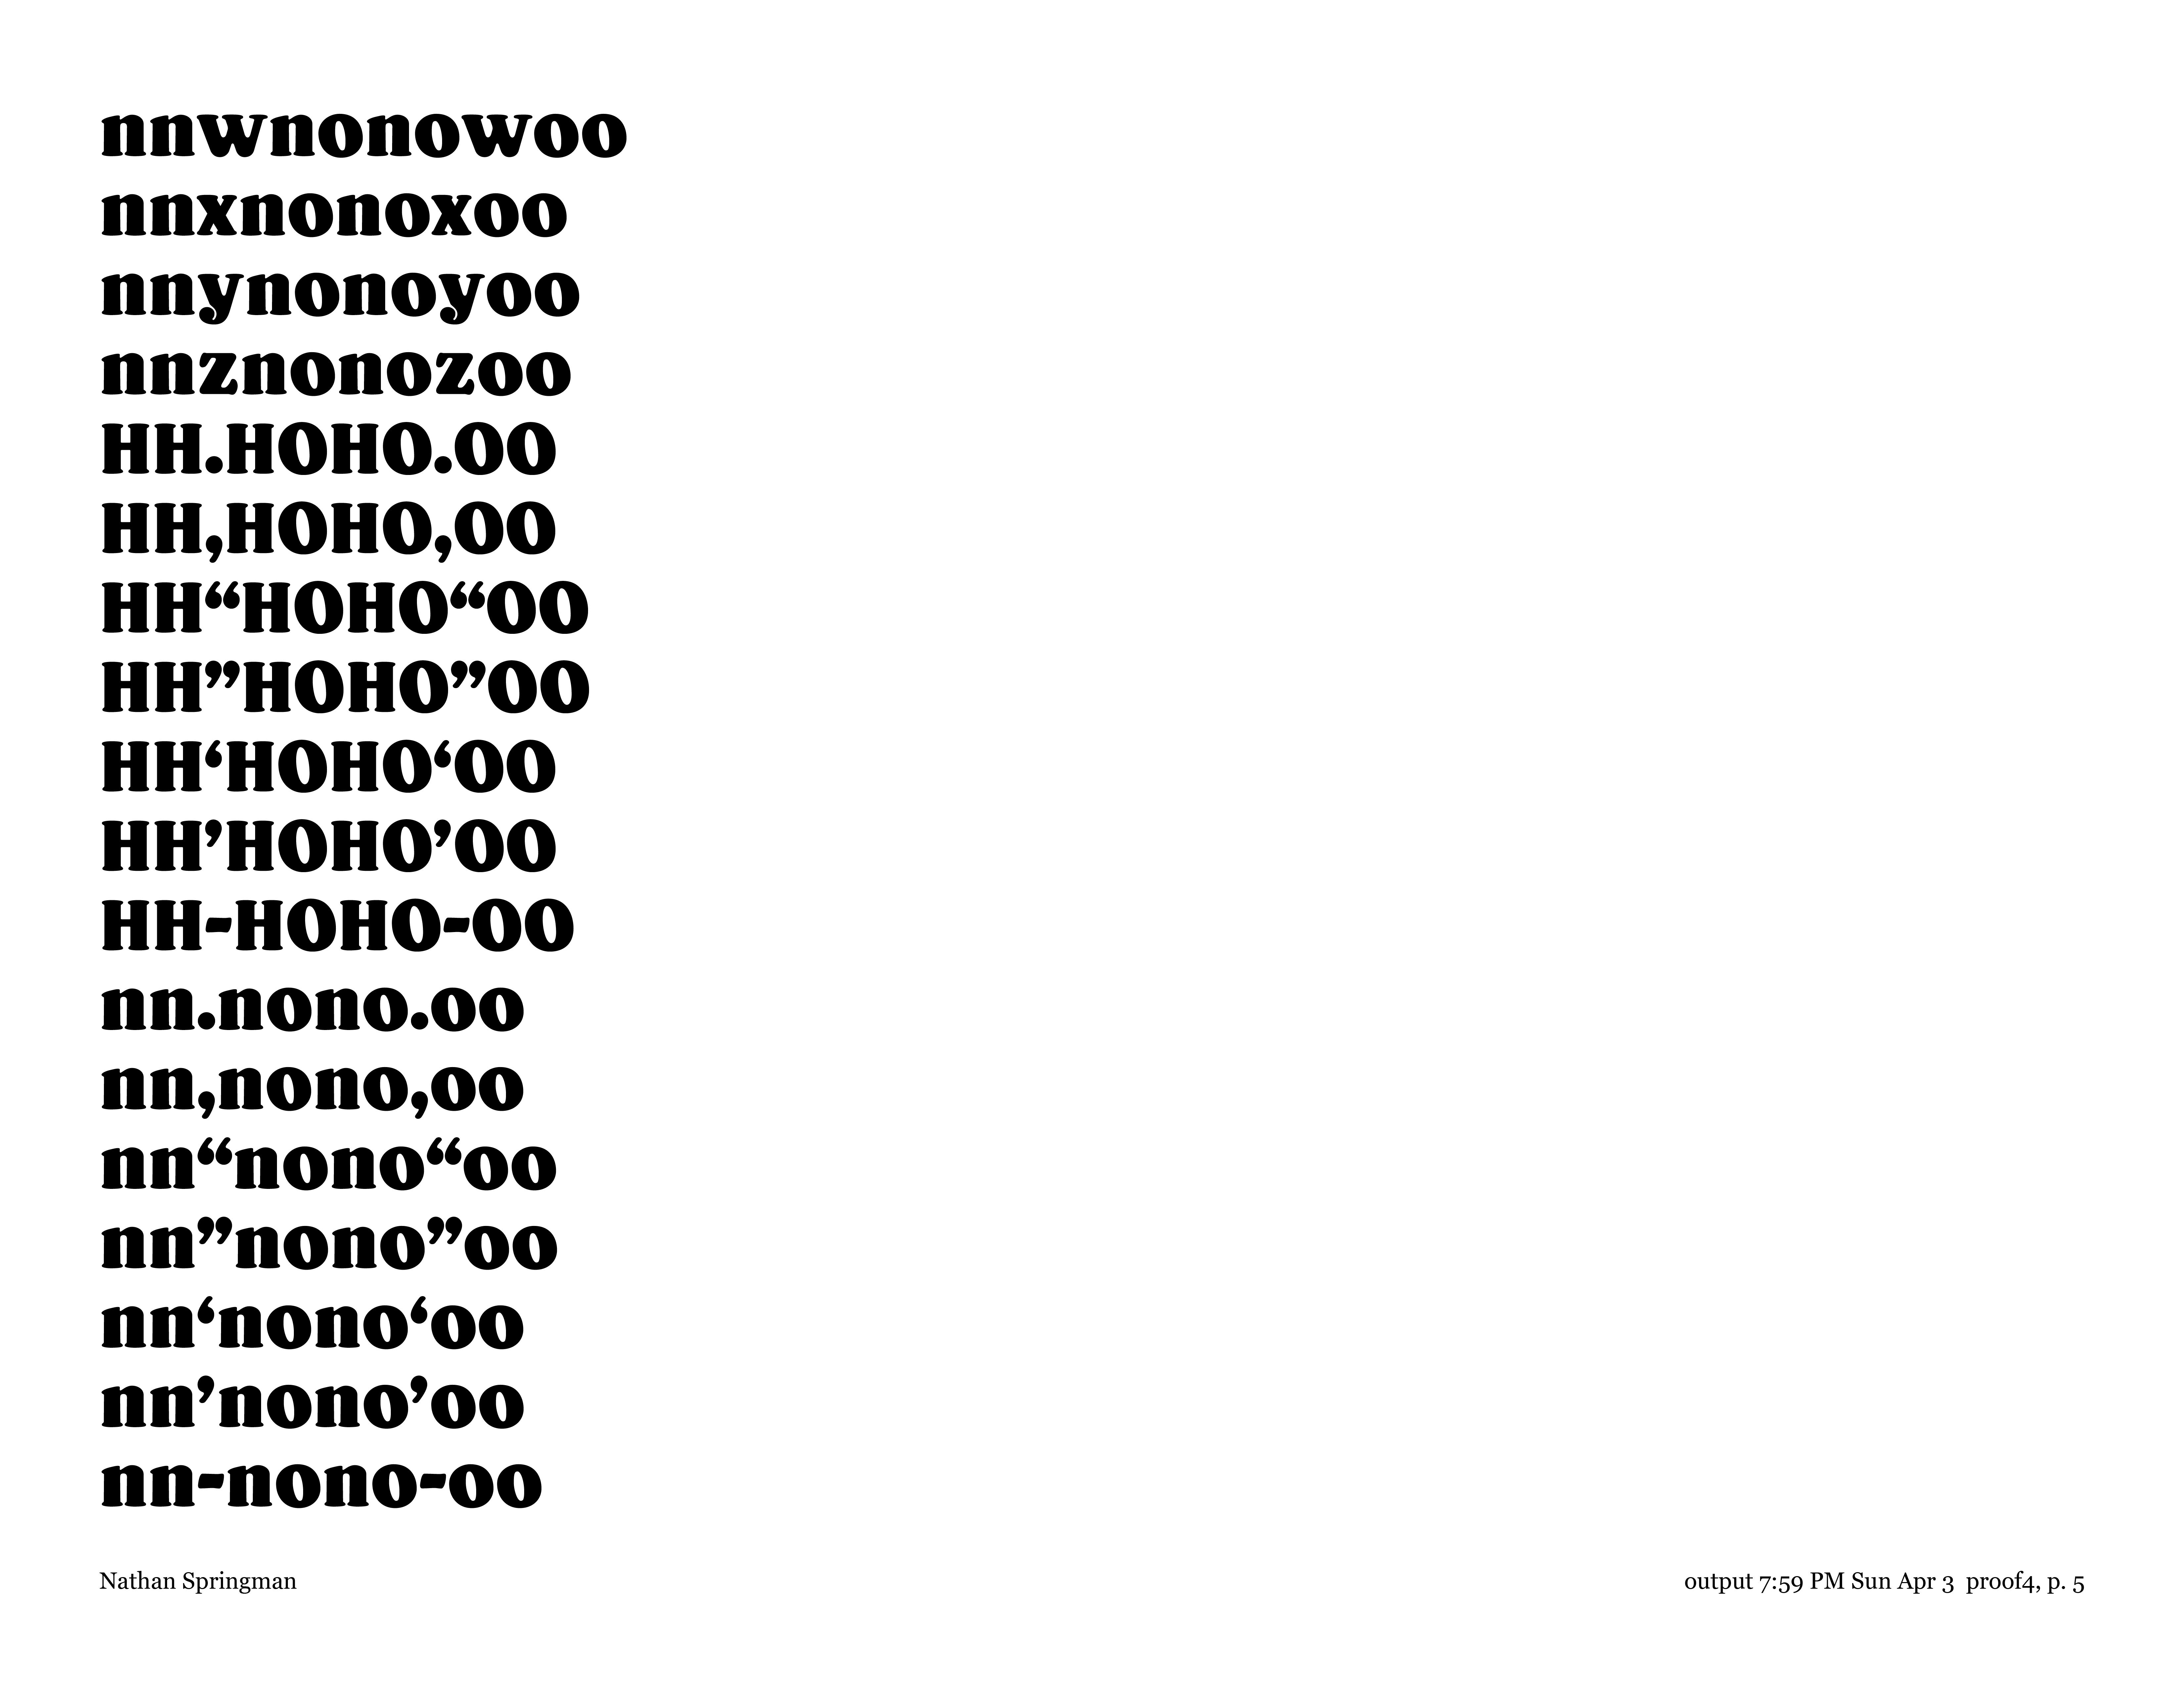 nnwnonowoo
nnxnonoxoo
nnynonoyoo
nnznonozoo
HH.HOHO.OO
HH,HOHO,OO
HH“HOHO“OO
HH”HOHO”OO
HH‘HOHO‘OO
HH’HOHO’OO
HH-HOHO-OO
nn.nono.oo
nn,nono,oo
nn“nono“oo
nn”nono”oo
nn‘nono‘oo
nn’nono’oo
nn-nono-oo
Nathan Springman
output 7:59 PM Sun Apr 3 proof4, p. 5